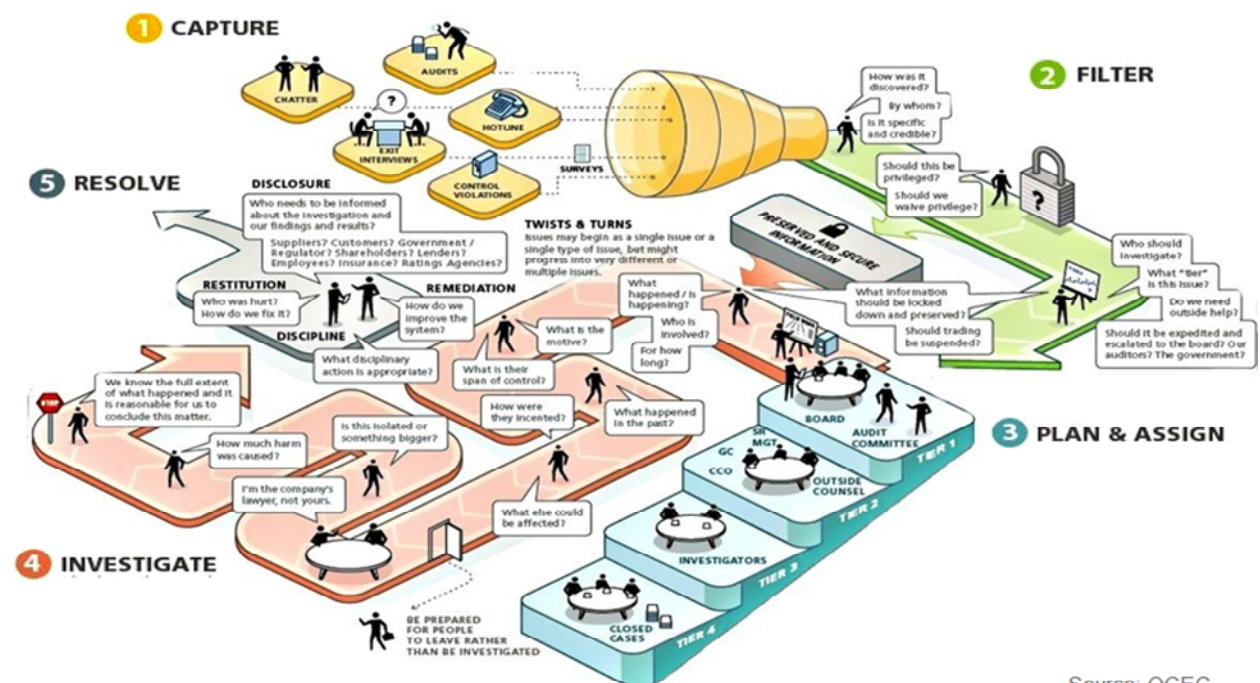 1 CAPTURE
CHATTER
AUDITS
?
EXIT
INTERVIEWS
HOTLINE
CONTROL
VIOLATIONS
SURVEYS
2 FILTER
How was it
discovered?
By whom?
Is it specific
and credible?
Should this be
privileged?
Should we
waive privilege?
?
Who should
investigate?
What "tier"
is this issue?
Do we need
outside help?
Should it be expedited and
escalated to the board? Our
auditors? The government?
PRESERVED AND SECURE
INFORMATION
What information
should be locked
down and preserved?
Should trading
be suspended?
3 PLAN & ASSIGN
BOARD
AUDIT
COMMITTEE
TIER 1
SR
MGT
GC
CCO
OUTSIDE
COUNSEL
TIER 2
INVESTIGATORS
TIER 3
CLOSED
CASES
TIER 4
4 INVESTIGATE
TWISTS & TURNS
Issues may begin as a single issue or a
single type of issue, but might
progress into very different or
multiple issues.
What
happened / is
happening?
Who is
involved?
For how
long?
What is the
motive?
What is their
span of control?
How were
they incented?
What happened
in the past?
What else could
be affected?
BE PREPARED
FOR PEOPLE
TO LEAVE RATHER
THAN BE INVESTIGATED
I'm the company's
lawyer, not yours.
Is this isolated or
something bigger?
How much harm
was caused?
We know the full extent
of what happened and it
is reasonable for us to
conclude this matter.
STOP
5 RESOLVE
DISCLOSURE
Who needs to be informed
about the investigation and
our findings and results?
Suppliers? Customers? Government /
Regulator? Shareholders? Lenders?
Employees? Insurance? Ratings Agencies?
RESTITUTION
Who was hurt?
How do we fix it?
REMEDIATION
How do we
improve the
system?
DISCIPLINE
What disciplinary
action is appropriate?